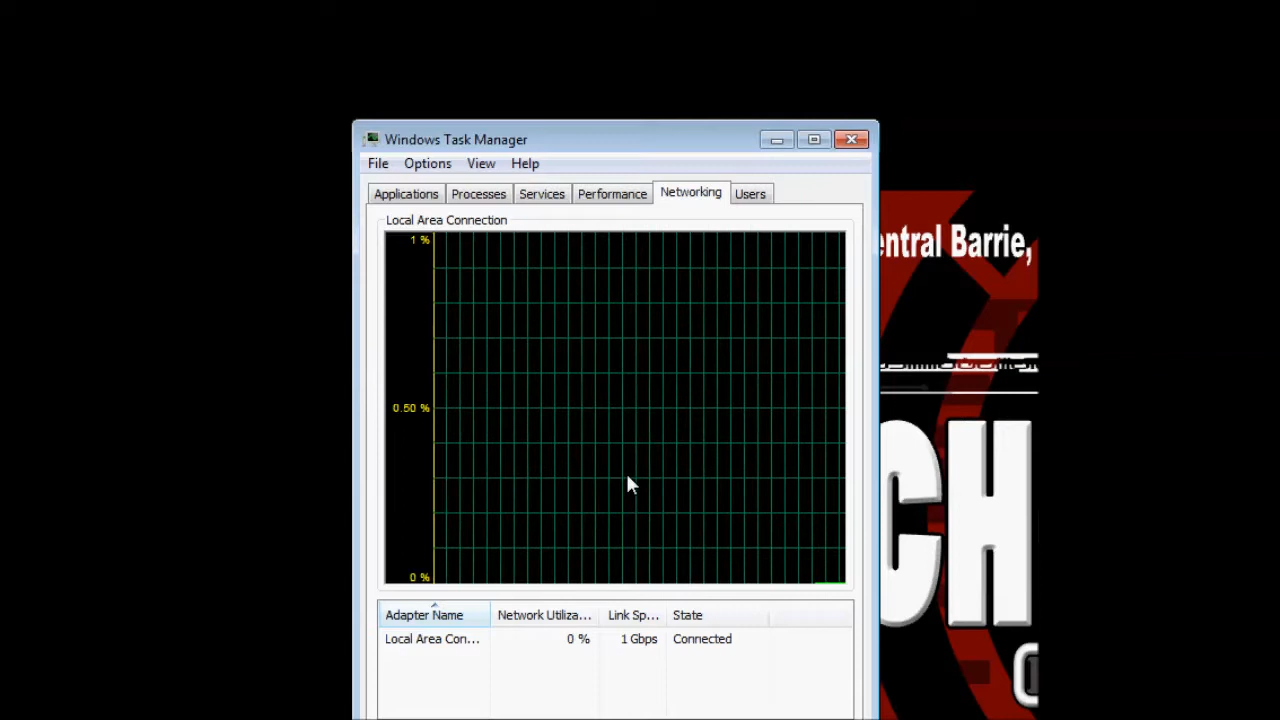 Windows Task Manager
File Options View Help
Applications Processes Services Performance Networking Users
Local Area Connection
1 %
0.50 %
0 %
Adapter Name Network Utiliza... Link Sp... State
Local Area Con... 0 % 1 Gbps Connected
entral Barrie,
CH